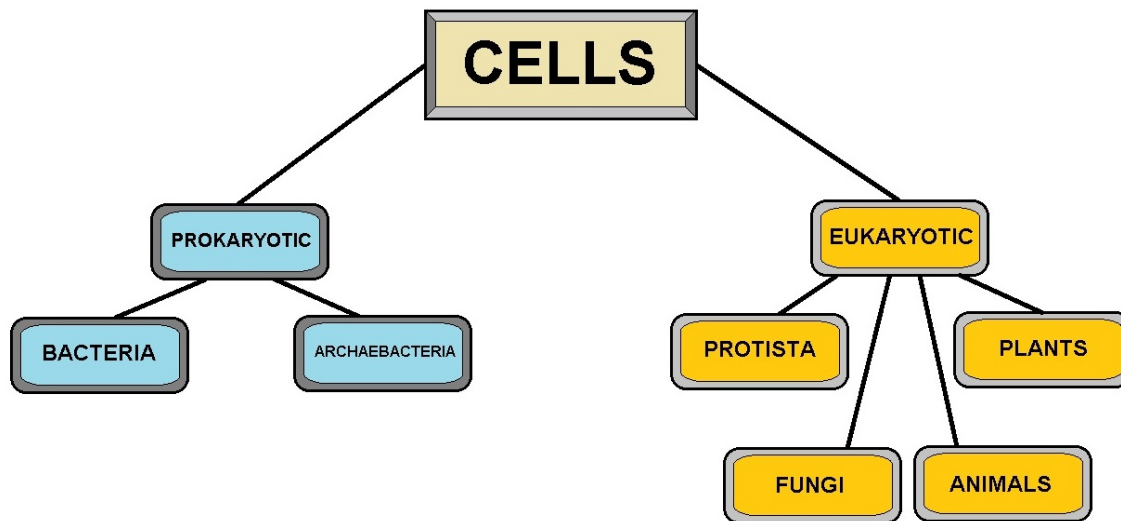 CELLS
PROKARYOTIC
EUKARYOTIC
BACTERIA
ARCHAEBACTERIA
PROTISTA
PLANTS
FUNGI
ANIMALS